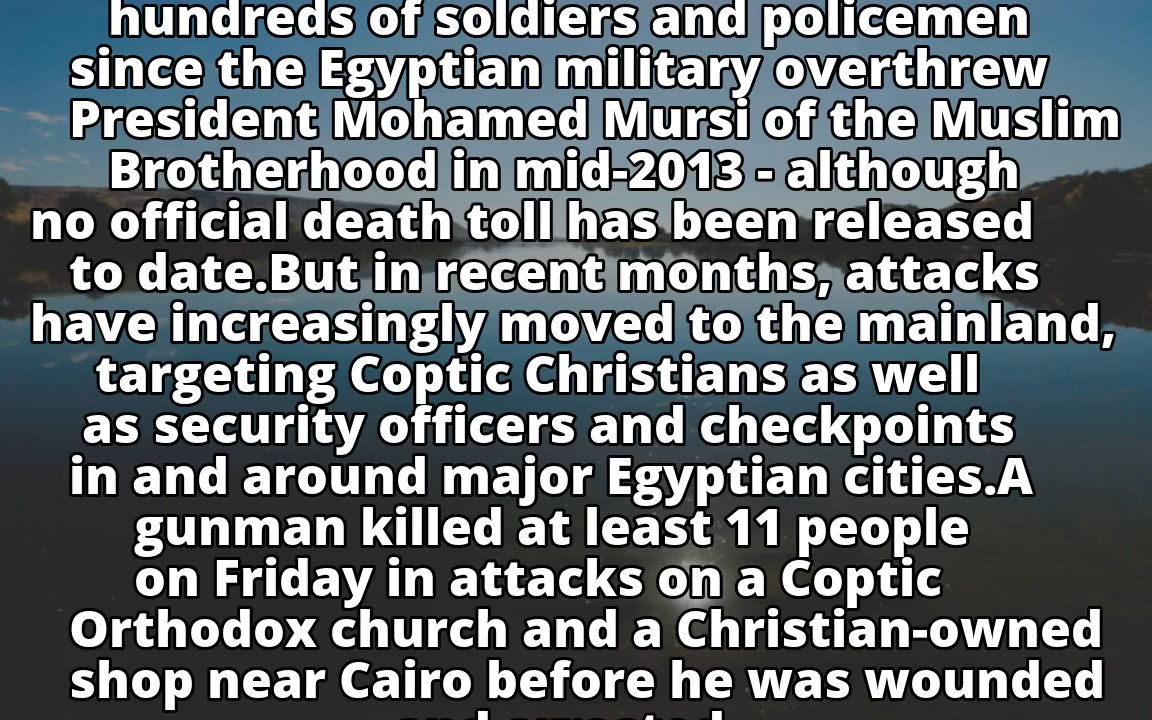 hundreds of soldiers and policemen
since the Egyptian military overthrew
President Mohamed Mursi of the Muslim
Brotherhood in mid-2013 - although
no official death toll has been released
to date.But in recent months, attacks
have increasingly moved to the mainland,
targeting Coptic Christians as well
as security officers and checkpoints
in and around major Egyptian cities.A
gunman killed at least 11 people
on Friday in attacks on a Coptic
Orthodox church and a Christian-owned
shop near Cairo before he was wounded